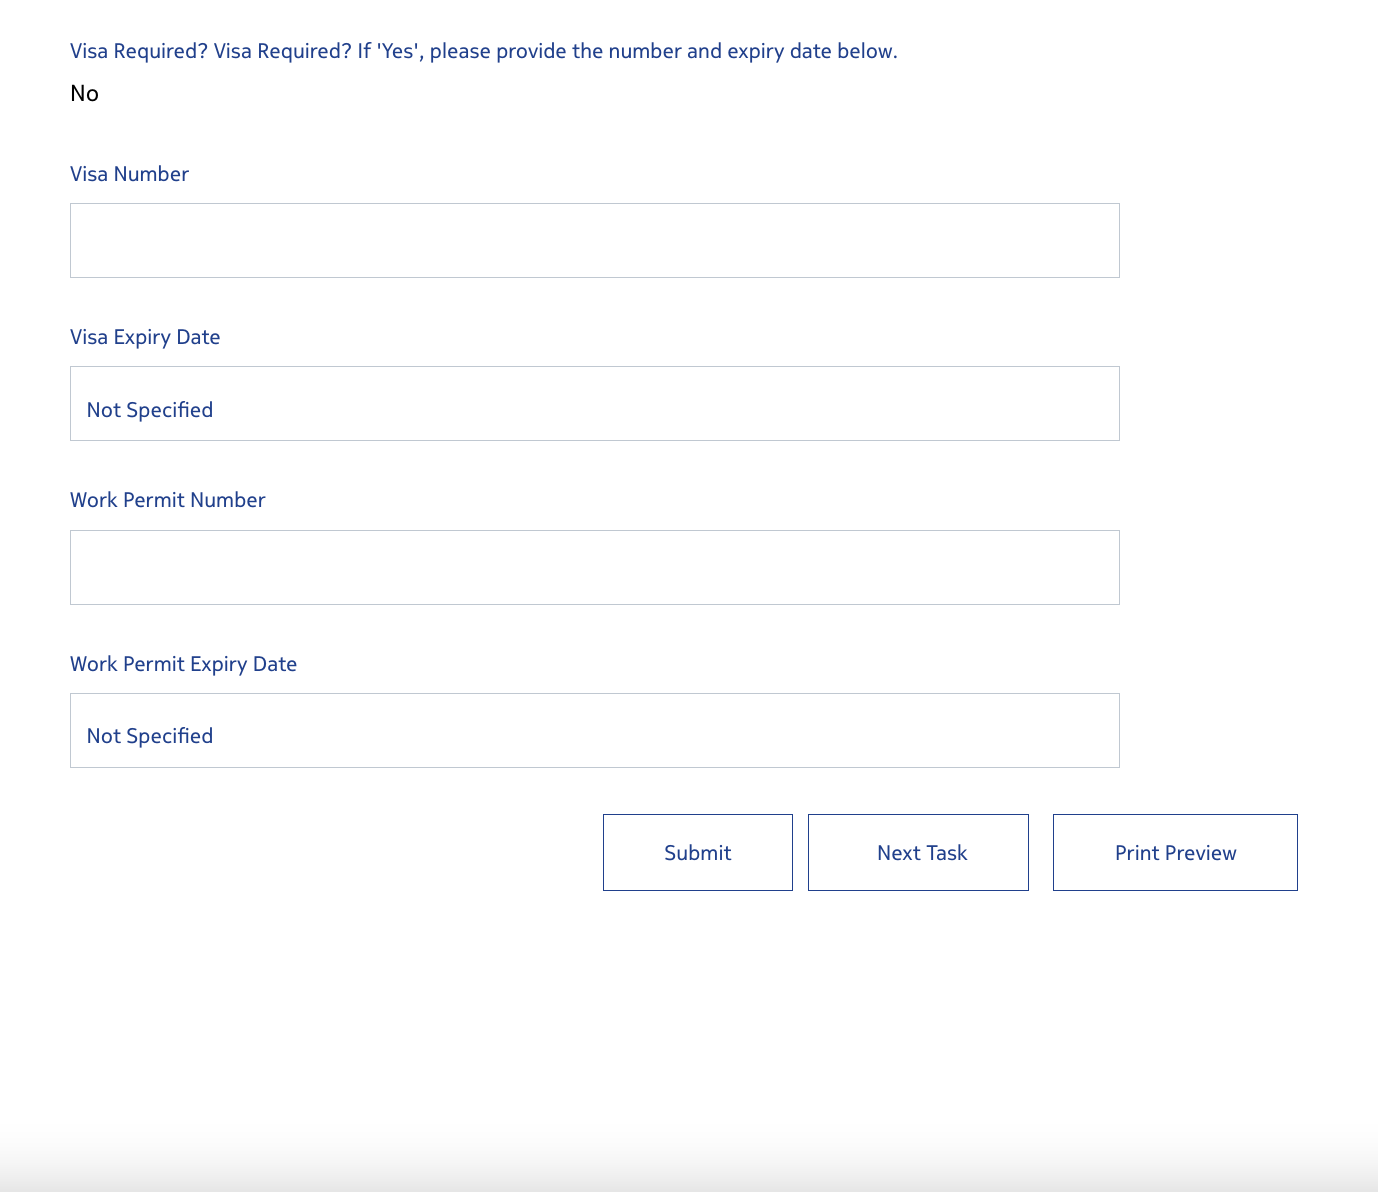 Visa Required? Visa Required? If 'Yes', please provide the number and expiry date below.
No
Visa Number
Visa Expiry Date
Not Specified
Work Permit Number
Work Permit Expiry Date
Not Specified
Submit
Next Task
Print Preview